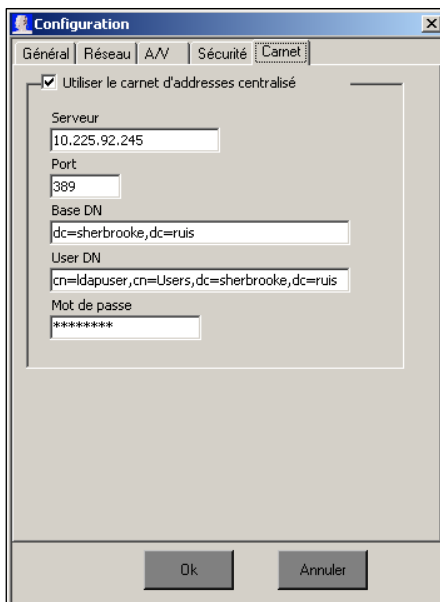 Configuration
Général Réseau A/V Sécurité Carnet
Utiliser le carnet d'addresses centralisé
Serveur
10.225.92.245
Port
389
Base DN
dc=sherbrooke,dc=ruis
User DN
cn=ldapuser,cn=Users,dc=sherbrooke,dc=ruis
Mot de passe
********
Ok Annuler